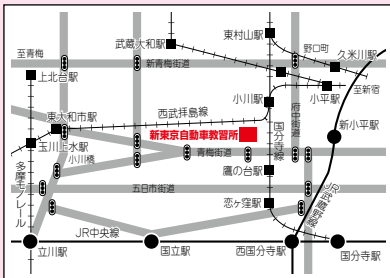 東村山駅
武蔵大和駅
野口町
久米川駅
至青梅
新青梅街道
至新宿
上北台駅
小平駅
小川駅
府中街道
東大和市駅
西武拝島線
新東京自動車教習所
国分寺線
新小平駅
玉川上水駅
小川橋
青梅街道
鷹の台駅
五日市街道
多摩モノレール
恋ヶ窪駅
JR武蔵野線
JR中央線
立川駅
国立駅
西国分寺駅
国分寺駅